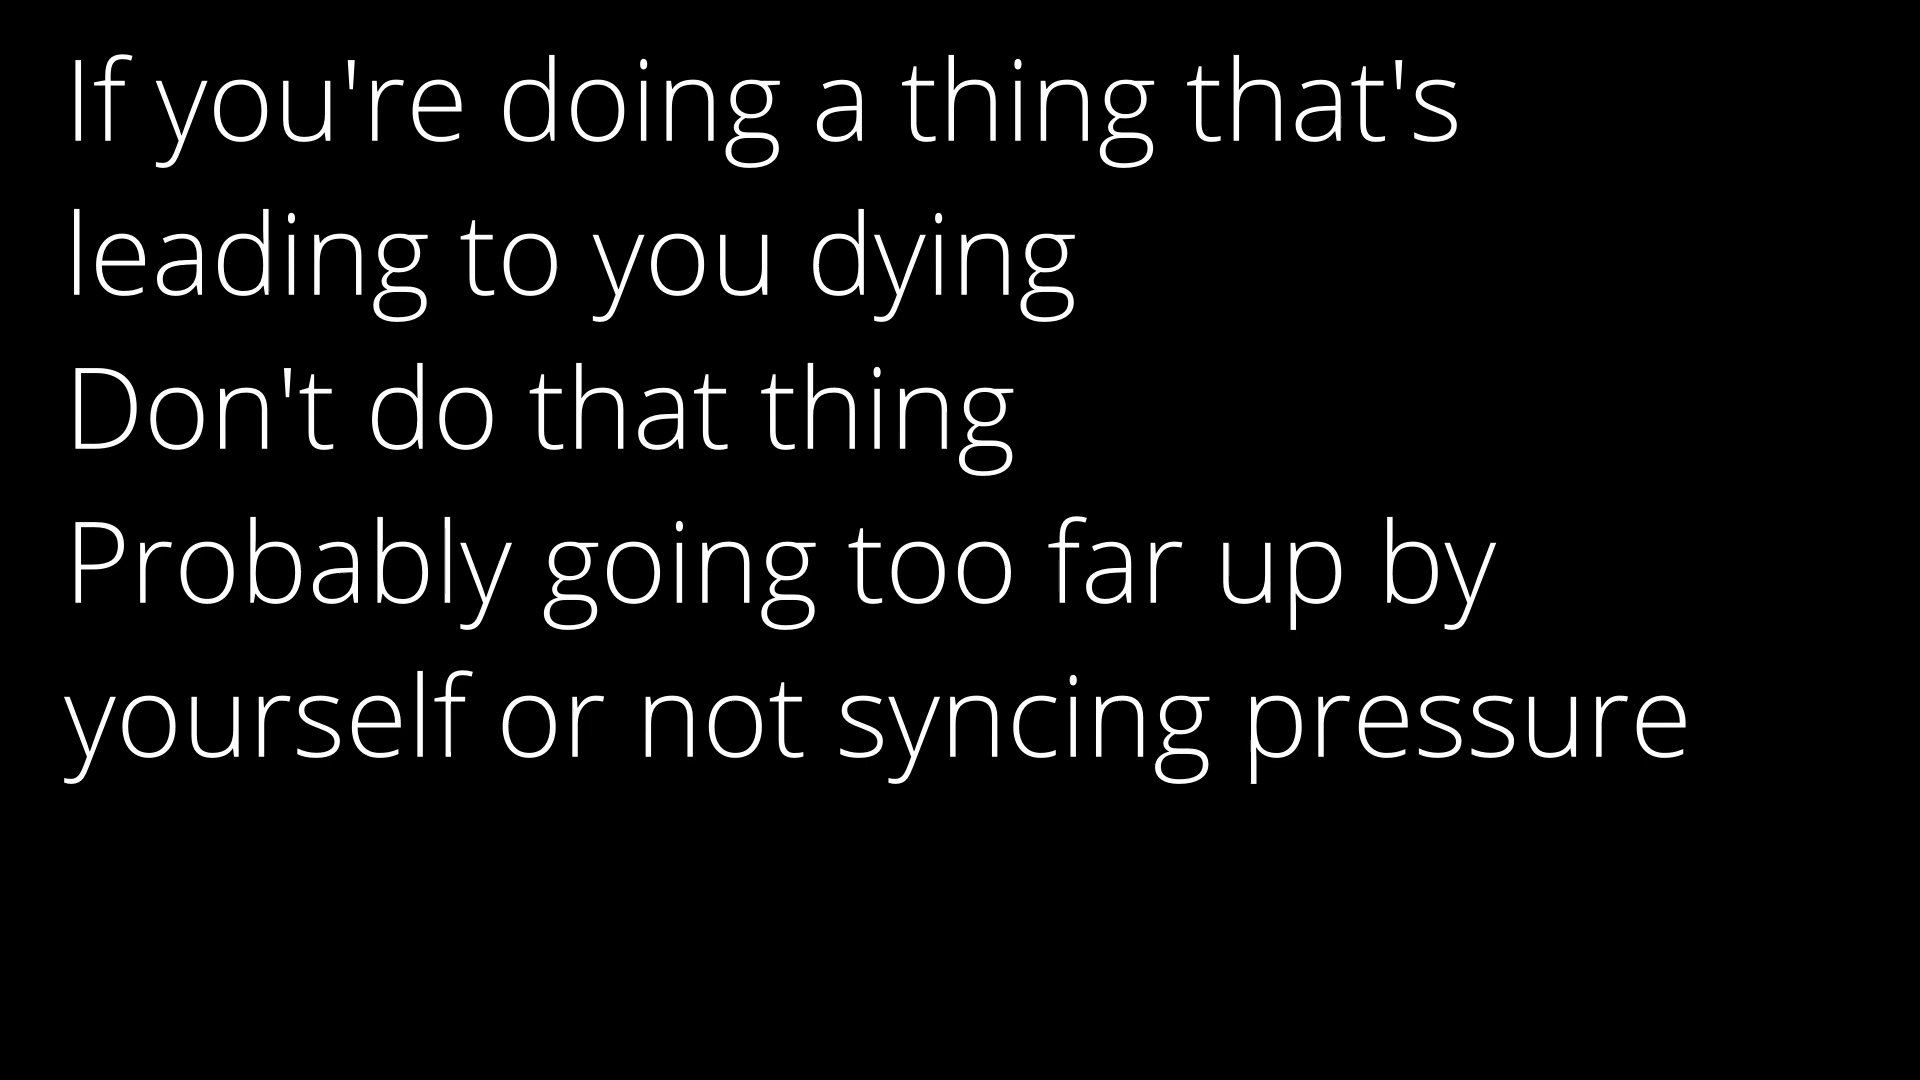 If you're doing a thing that's
leading to you dying
Don't do that thing
Probably going too far up by
yourself or not syncing pressure